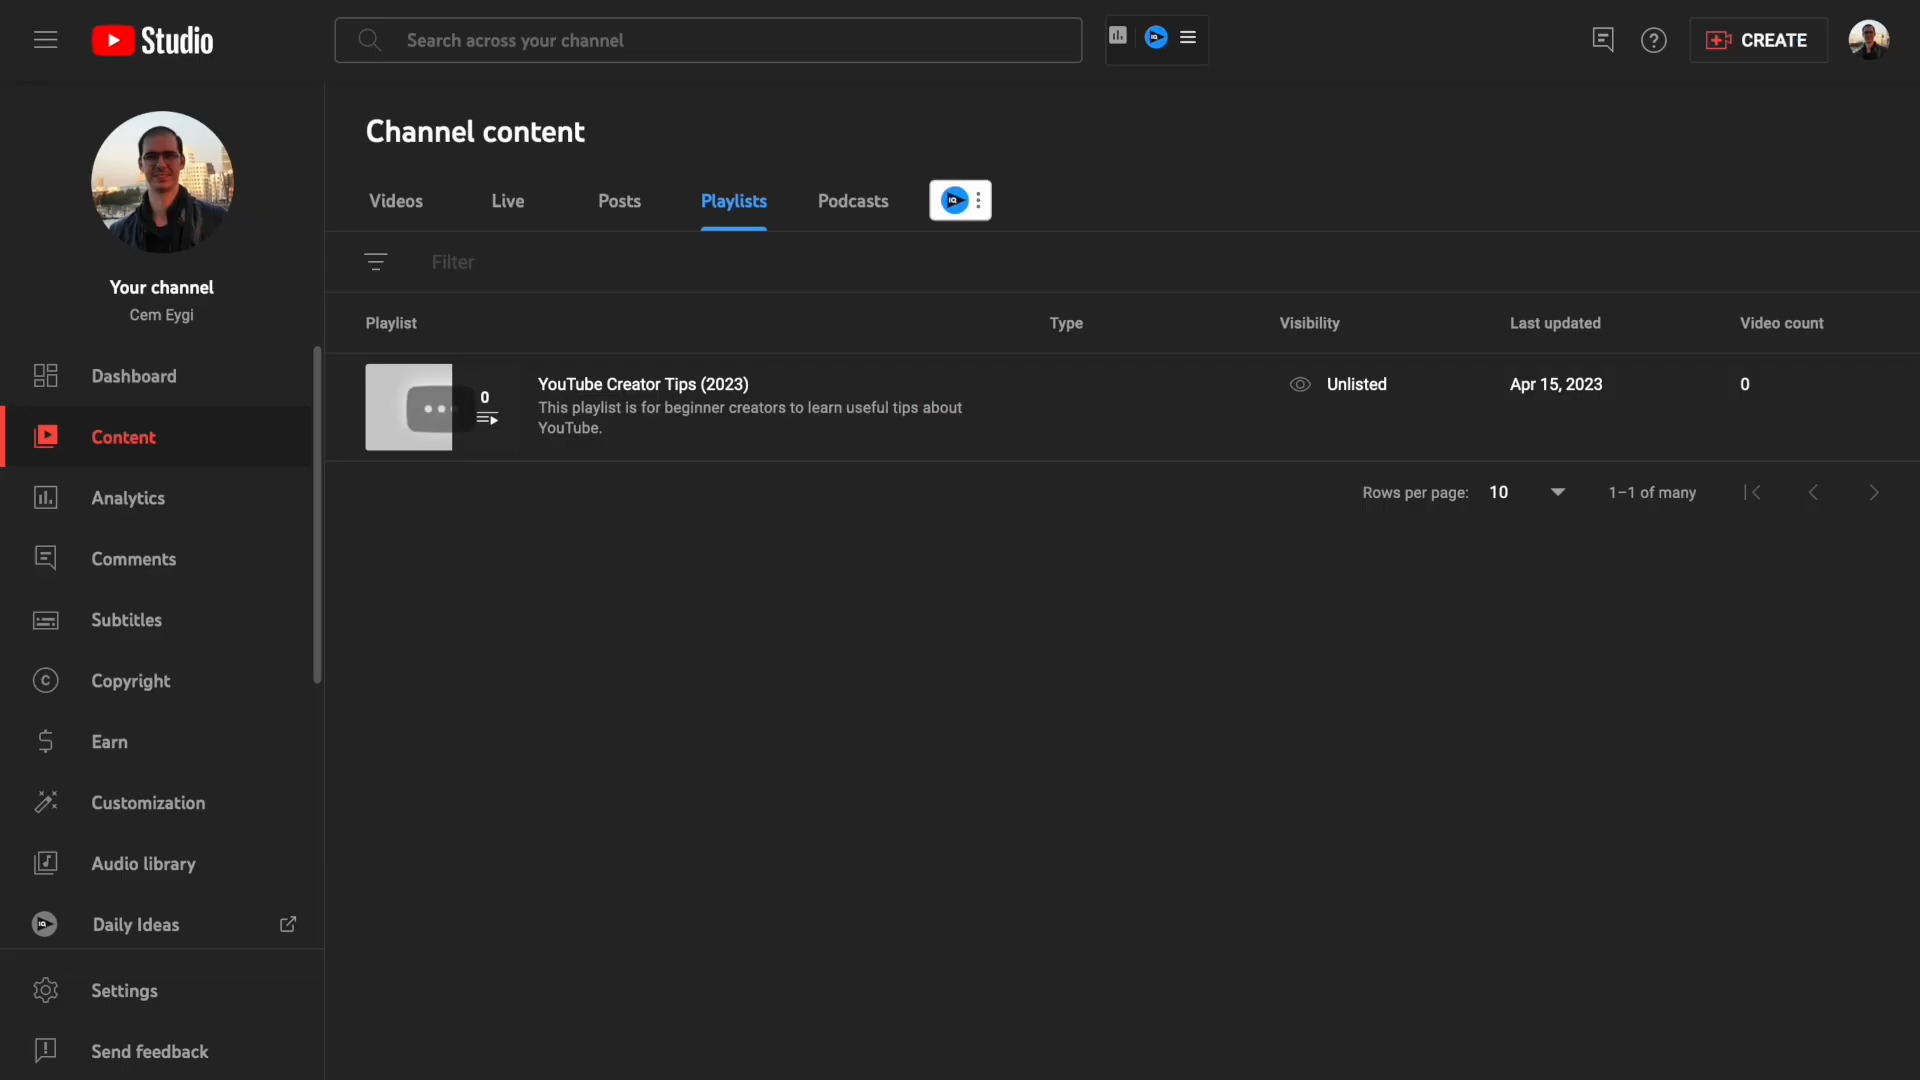 Studio
Search across your channel
CREATE
Your channel
Cem Eygi
Dashboard
Content
Analytics
Comments
Subtitles
Copyright
Earn
Customization
Audio library
Daily Ideas
Settings
Send feedback
Channel content
Videos Live Posts Playlists Podcasts
Filter
Playlist Type Visibility Last updated Video count
0
YouTube Creator Tips (2023) Unlisted Apr 15, 2023 0
This playlist is for beginner creators to learn useful tips about
YouTube.
Rows per page: 10 1–1 of many